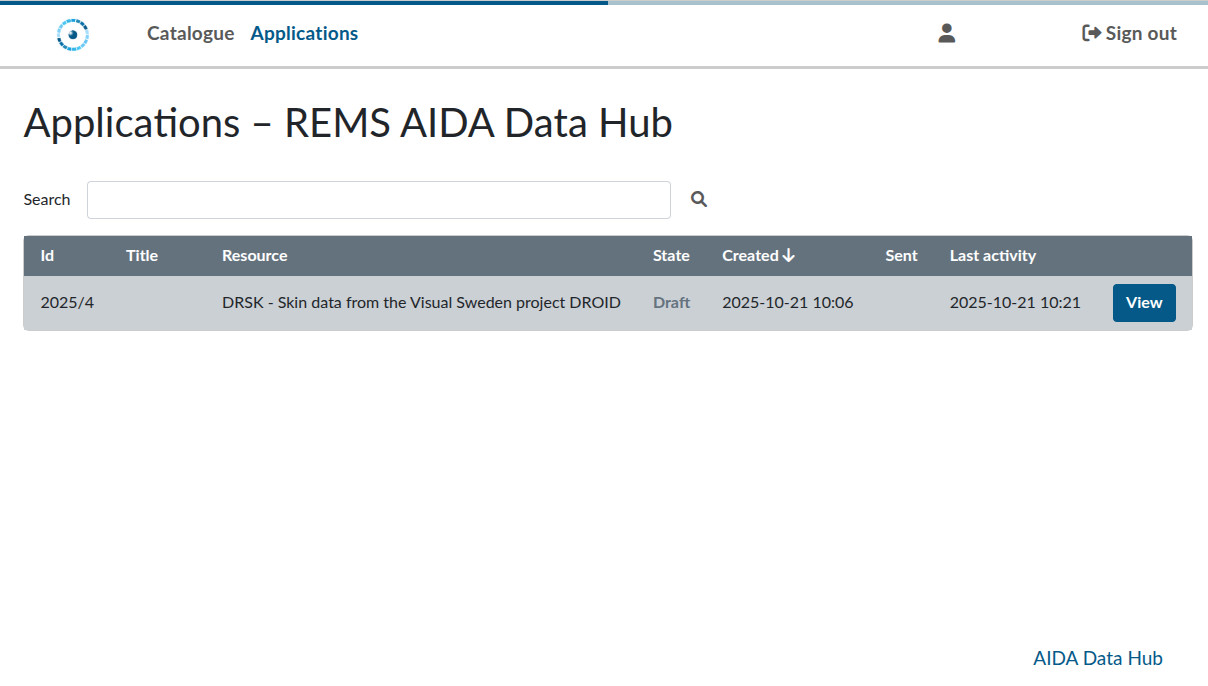 Catalogue Applications Sign out
Applications – REMS AIDA Data Hub
Search
Id Title Resource State Created Sent Last activity
2025/4 DRSK - Skin data from the Visual Sweden project DROID Draft 2025-10-21 10:06 2025-10-21 10:21 View
AIDA Data Hub